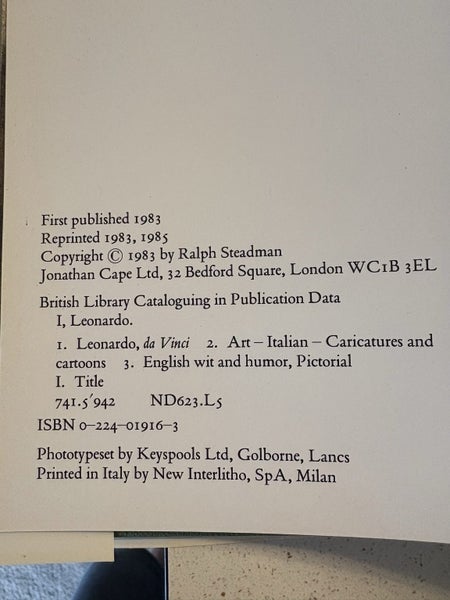 First published 1983
Reprinted 1983, 1985
Copyright © 1983 by Ralph Steadman
Jonathan Cape Ltd, 32 Bedford Square, London WC1B 3EL
British Library Cataloguing in Publication Data
I, Leonardo.
1. Leonardo, da Vinci 2. Art – Italian – Caricatures and
cartoons 3. English wit and humor, Pictorial
I. Title
741.5'942 ND623.L5
ISBN 0–224–01916–3
Phototypeset by Keyspools Ltd, Golborne, Lancs
Printed in Italy by New Interlitho, SpA, Milan